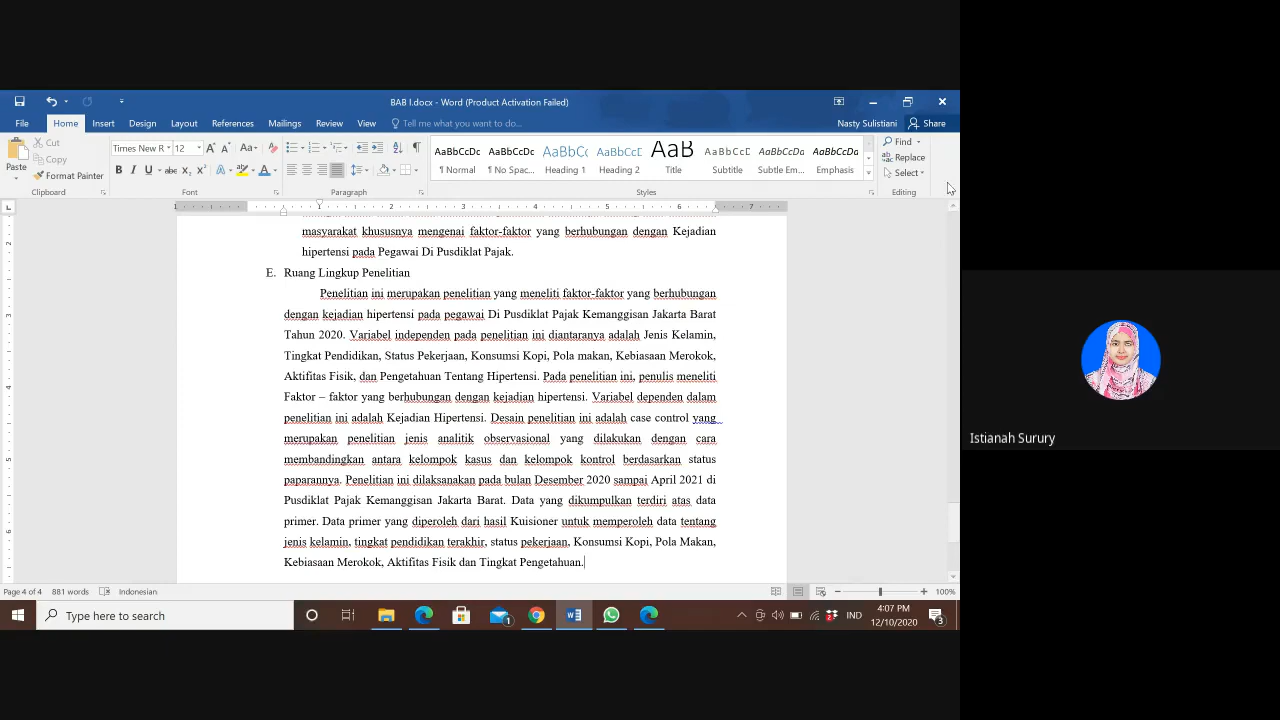 BAB I.docx - Word (Product Activation Failed)
File Home Insert Design Layout References Mailings Review View Tell me what you want to do... Nasty Sulistiani Share
Paste Cut Copy Format Painter Clipboard
Times New R 12 Font
Paragraph
AaBbCcDc AaBbCcDc AaBbCc AaBbCcD AaB AaBbCcD AaBbCcDa AaBbCcDa
¶ Normal ¶ No Spac... Heading 1 Heading 2 Title Subtitle Subtle Em... Emphasis
Styles
Find Replace Select Editing
masyarakat khususnya mengenai faktor-faktor yang berhubungan dengan Kejadian
hipertensi pada Pegawai Di Pusdiklat Pajak.
E. Ruang Lingkup Penelitian
Penelitian ini merupakan penelitian yang meneliti faktor-faktor yang berhubungan
dengan kejadian hipertensi pada pegawai Di Pusdiklat Pajak Kemanggisan Jakarta Barat
Tahun 2020. Variabel independen pada penelitian ini diantaranya adalah Jenis Kelamin,
Tingkat Pendidikan, Status Pekerjaan, Konsumsi Kopi, Pola makan, Kebiasaan Merokok,
Aktifitas Fisik, dan Pengetahuan Tentang Hipertensi. Pada penelitian ini, penulis meneliti
Faktor – faktor yang berhubungan dengan kejadian hipertensi. Variabel dependen dalam
penelitian ini adalah Kejadian Hipertensi. Desain penelitian ini adalah case control yang
merupakan penelitian jenis analitik observasional yang dilakukan dengan cara
membandingkan antara kelompok kasus dan kelompok kontrol berdasarkan status
paparannya. Penelitian ini dilaksanakan pada bulan Desember 2020 sampai April 2021 di
Pusdiklat Pajak Kemanggisan Jakarta Barat. Data yang dikumpulkan terdiri atas data
primer. Data primer yang diperoleh dari hasil Kuisioner untuk memperoleh data tentang
jenis kelamin, tingkat pendidikan terakhir, status pekerjaan, Konsumsi Kopi, Pola Makan,
Kebiasaan Merokok, Aktifitas Fisik dan Tingkat Pengetahuan.
Page 4 of 4 881 words Indonesian 100%
Type here to search
IND 4:07 PM
12/10/2020
Istianah Surury